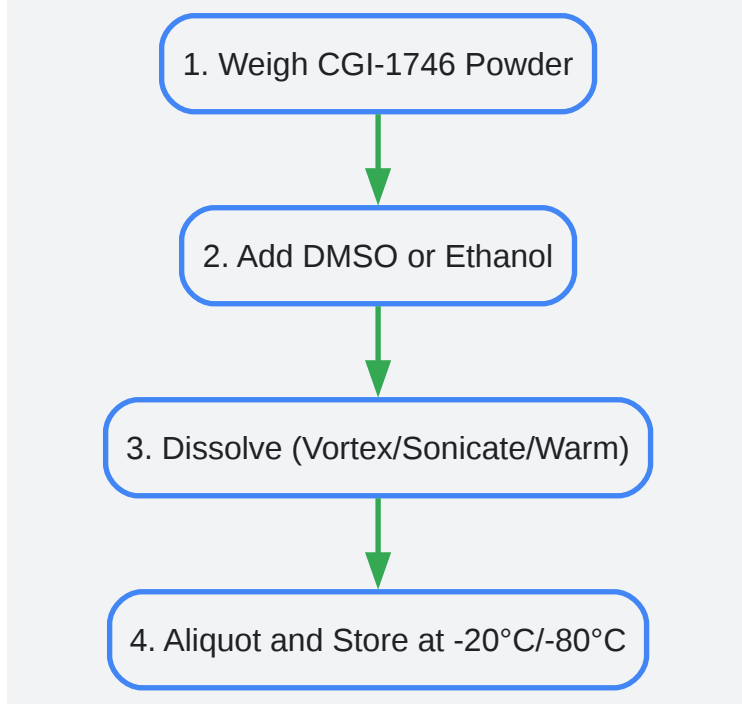 1. Weigh CGI-1746 Powder
2. Add DMSO or Ethanol
3. Dissolve (Vortex/Sonicate/Warm)
4. Aliquot and Store at -20°C/-80°C